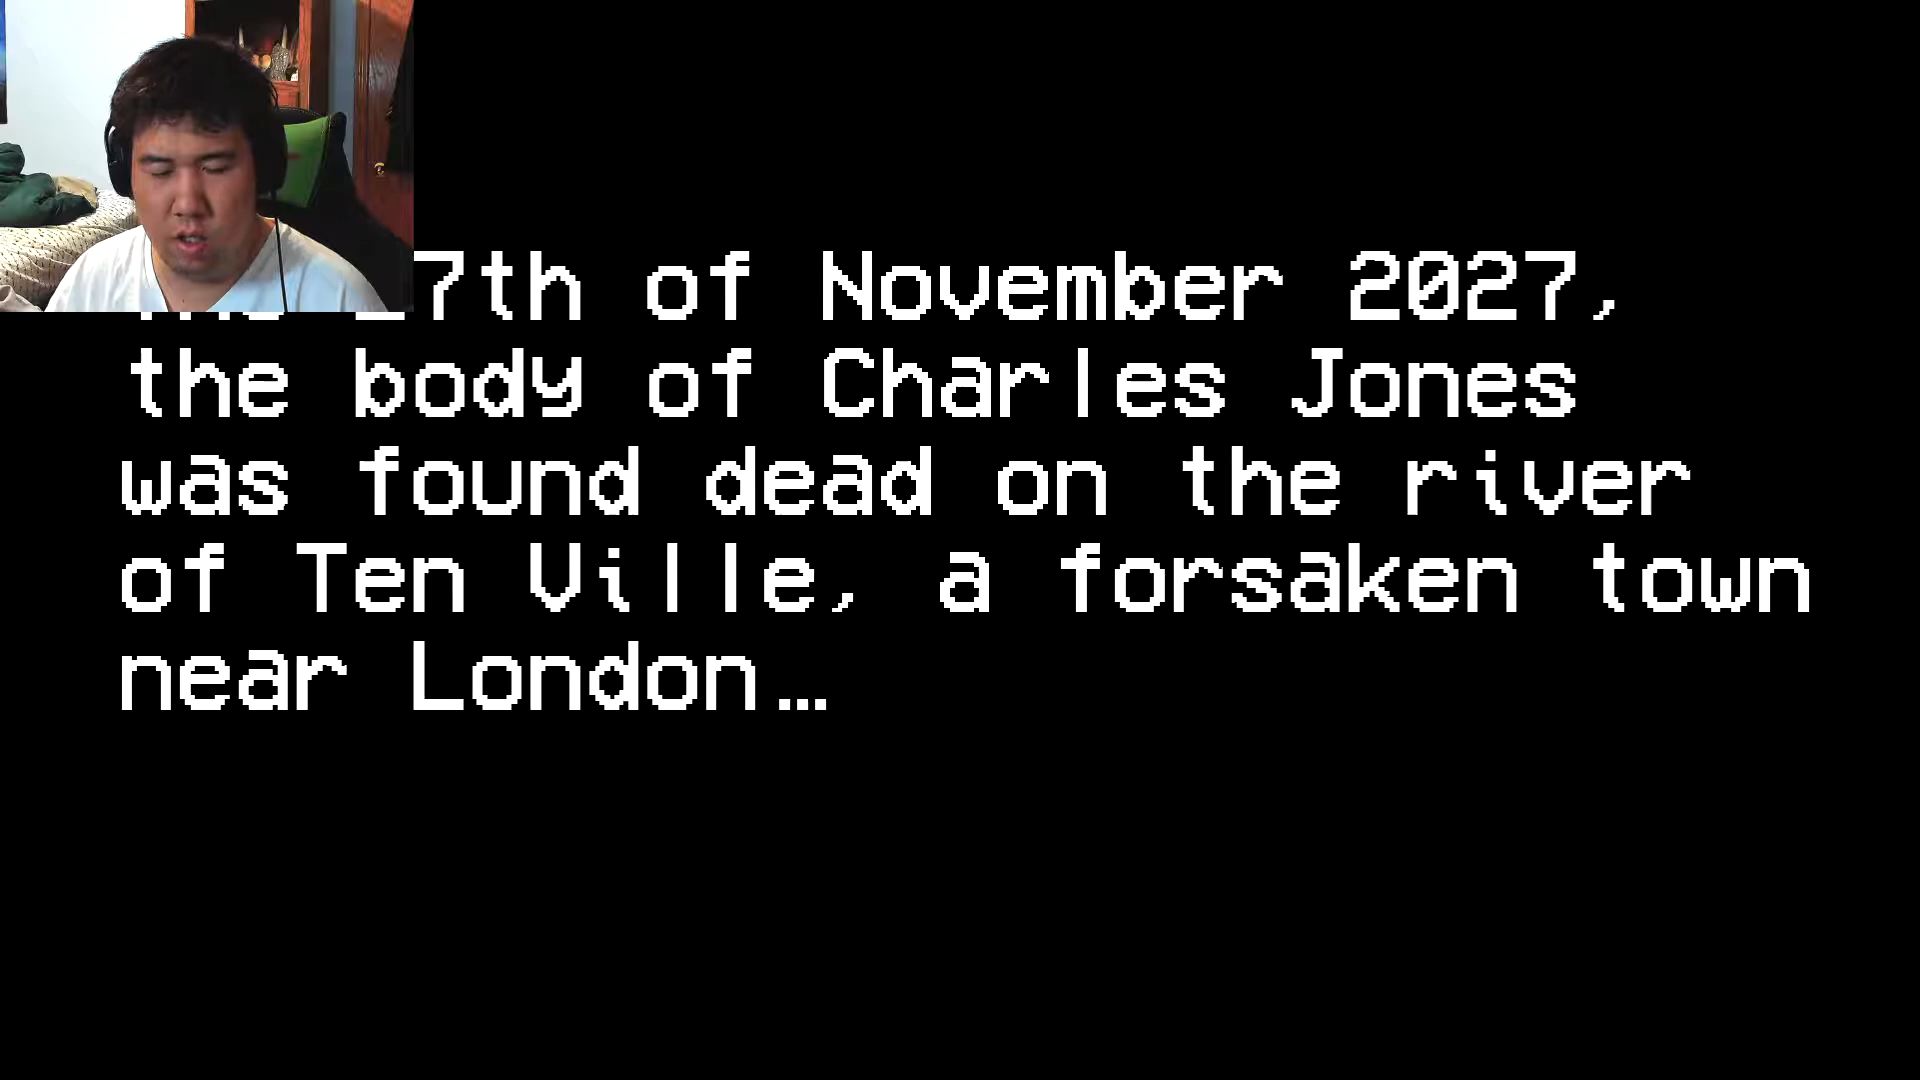 7th of November 2027,
the body of Charles Jones
was found dead on the river
of Ten Ville, a forsaken town
near London…